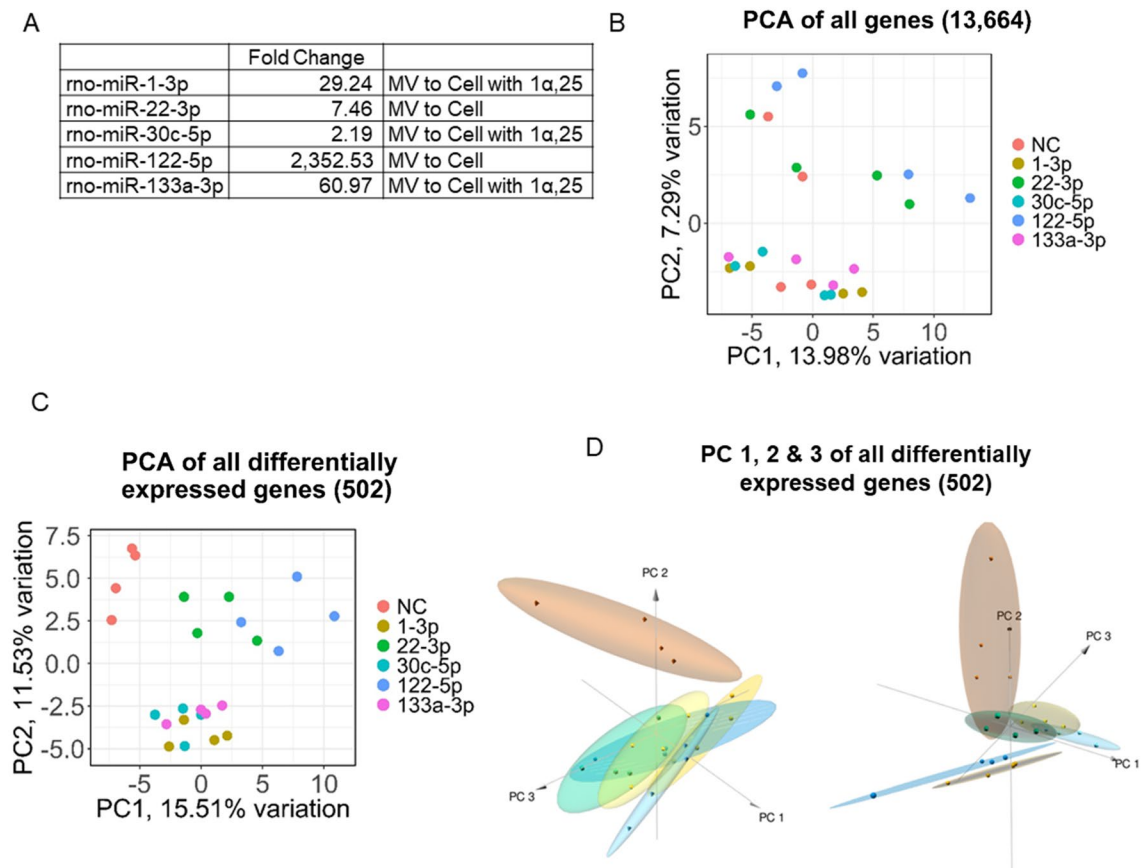 A
Fold Change
rno-miR-1-3p 29.24 MV to Cell with 1α,25
rno-miR-22-3p 7.46 MV to Cell
rno-miR-30c-5p 2.19 MV to Cell with 1α,25
rno-miR-122-5p 2,352.53 MV to Cell
rno-miR-133a-3p 60.97 MV to Cell with 1α,25
B
PCA of all genes (13,664)
PC2, 7.29% variation
5
0
-5 0 5 10
PC1, 13.98% variation
NC
1-3p
22-3p
30c-5p
122-5p
133a-3p
C
PCA of all differentially
expressed genes (502)
PC2, 11.53% variation
7.5
5.0
2.5
0.0
-2.5
-5.0
-5 0 5 10
PC1, 15.51% variation
NC
1-3p
22-3p
30c-5p
122-5p
133a-3p
D
PC 1, 2 & 3 of all differentially
expressed genes (502)
PC 2
PC 3
PC 1
PC 2
PC 3
PC 1